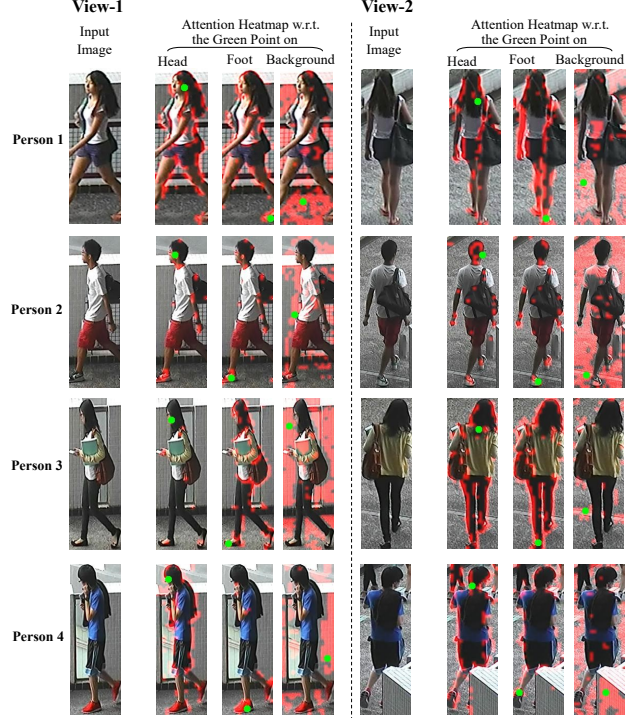 View-1
View-2
Input
Image
Attention Heatmap w.r.t.
the Green Point on
Head Foot Background
Input
Image
Attention Heatmap w.r.t.
the Green Point on
Head Foot Background
Person 1
Person 2
Person 3
Person 4